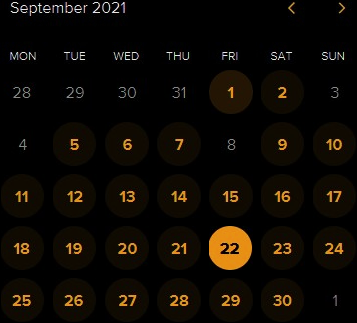 September 2021
MON TUE WED THU FRI SAT SUN
28 29 30 31 1 2 3
4 5 6 7 8 9 10
11 12 13 14 15 16 17
18 19 20 21 22 23 24
25 26 27 28 29 30 1